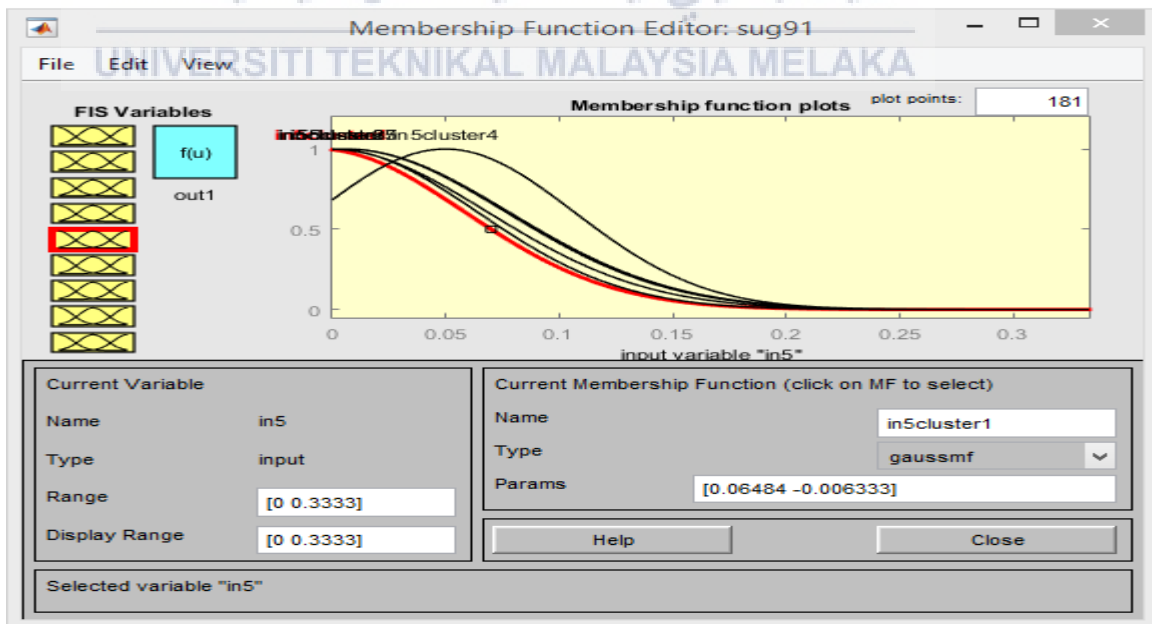 Membership Function Editor: sug91
UNIVERSITI TEKNIKAL MALAYSIA MELAKA
File Edit View
FIS Variables
f(u)
out1
Membership function plots
plot points:
181
in5cluster4
1
0.5
0
0 0.05 0.1 0.15 0.2 0.25 0.3
input variable "in5"
Current Variable
Name in5
Type input
Range [0 0.3333]
Display Range [0 0.3333]
Current Membership Function (click on MF to select)
Name in5cluster1
Type gaussmf
Params [0.06484 -0.006333]
Help Close
Selected variable "in5"